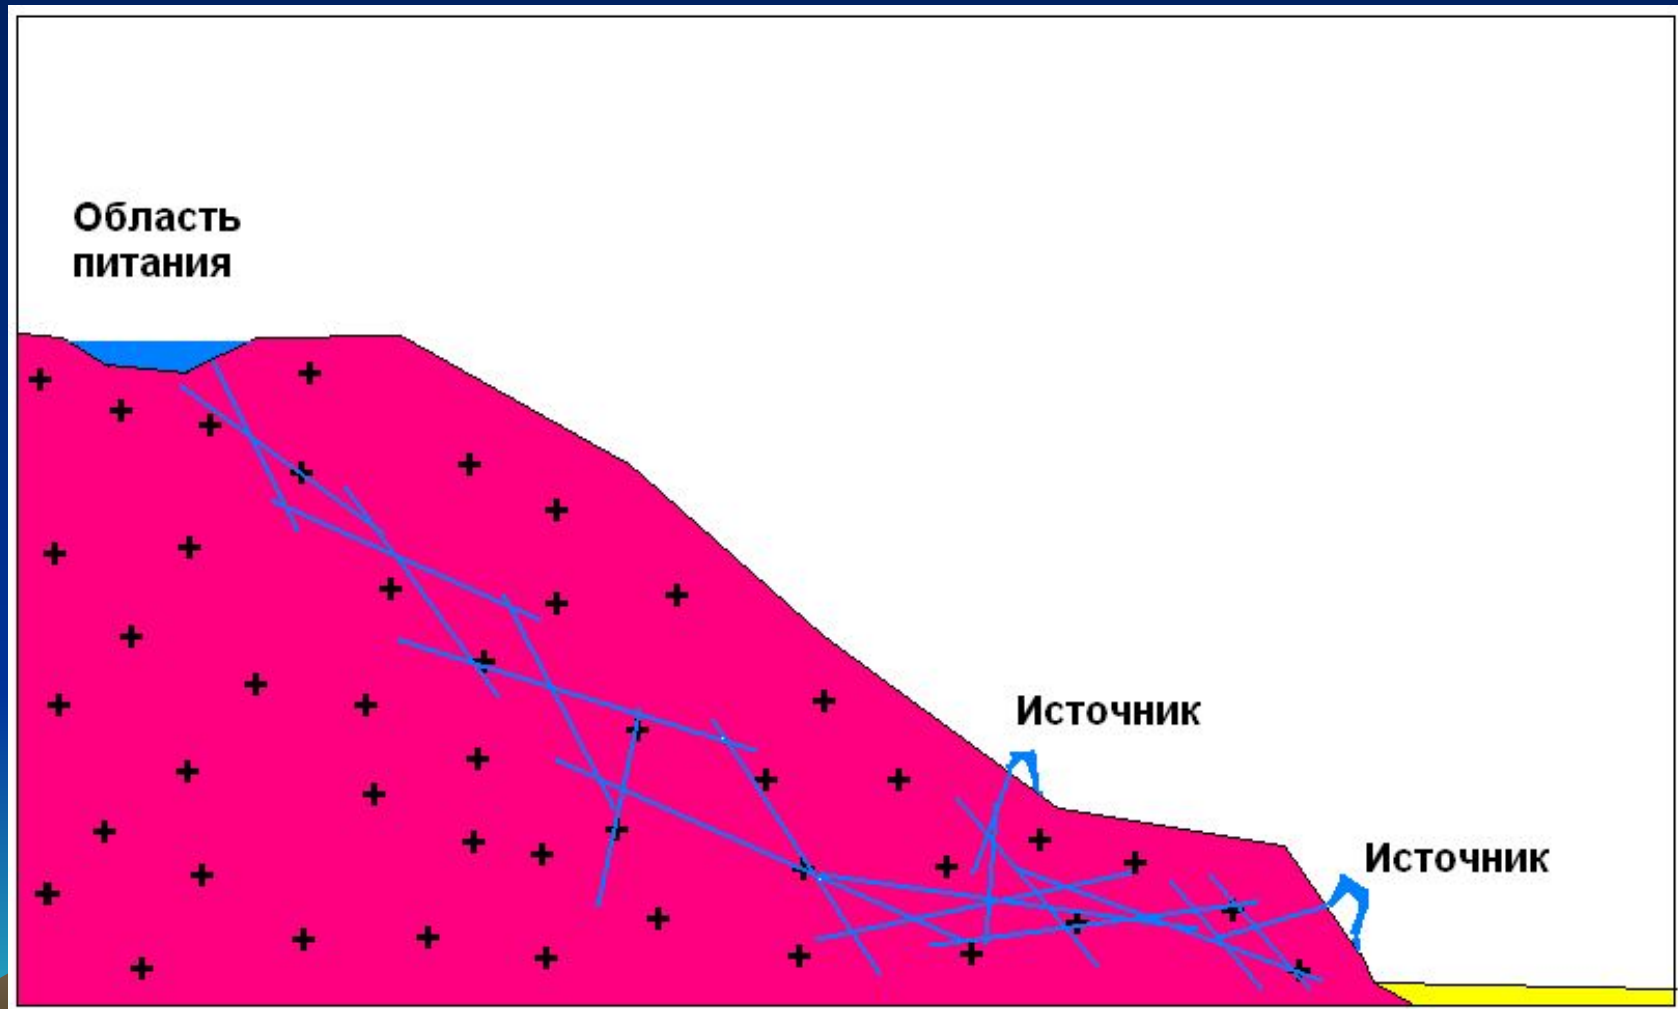 Область
питания
Источник
Источник